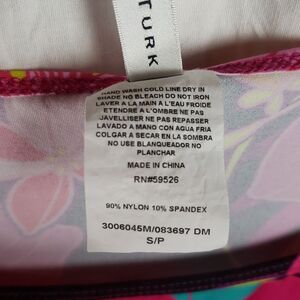 TURK
HAND WASH COLD LINE DRY IN
SHADE NO BLEACH DO NOT IRON
LAVER A LA MAIN A L'EAU FROIDE
ETENDRE A L'OMBRE NE PAS
JAVELLISER NE PAS REPASSER
LAVADO A MANO CON AGUA FRIA
COLGAR A SECAR EN LA SOMBRA
NO USE BLANQUEADOR NO
PLANCHAR
MADE IN CHINA
RN#59526
90% NYLON 10% SPANDEX
3006045M/083697 DM
S/P